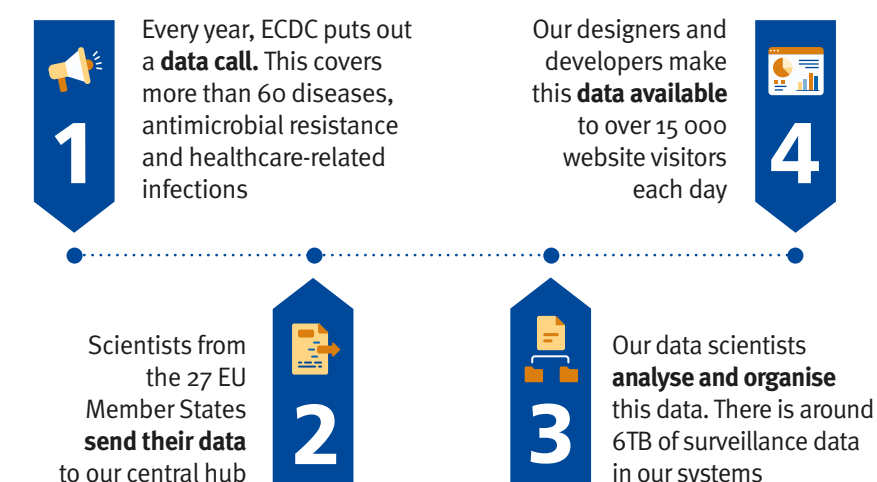 1
Every year, ECDC puts out
a data call. This covers
more than 60 diseases,
antimicrobial resistance
and healthcare-related
infections
2
Scientists from
the 27 EU
Member States
send their data
to our central hub
3
Our data scientists
analyse and organise
this data. There is around
6TB of surveillance data
in our systems
4
Our designers and
developers make
this data available
to over 15 000
website visitors
each day